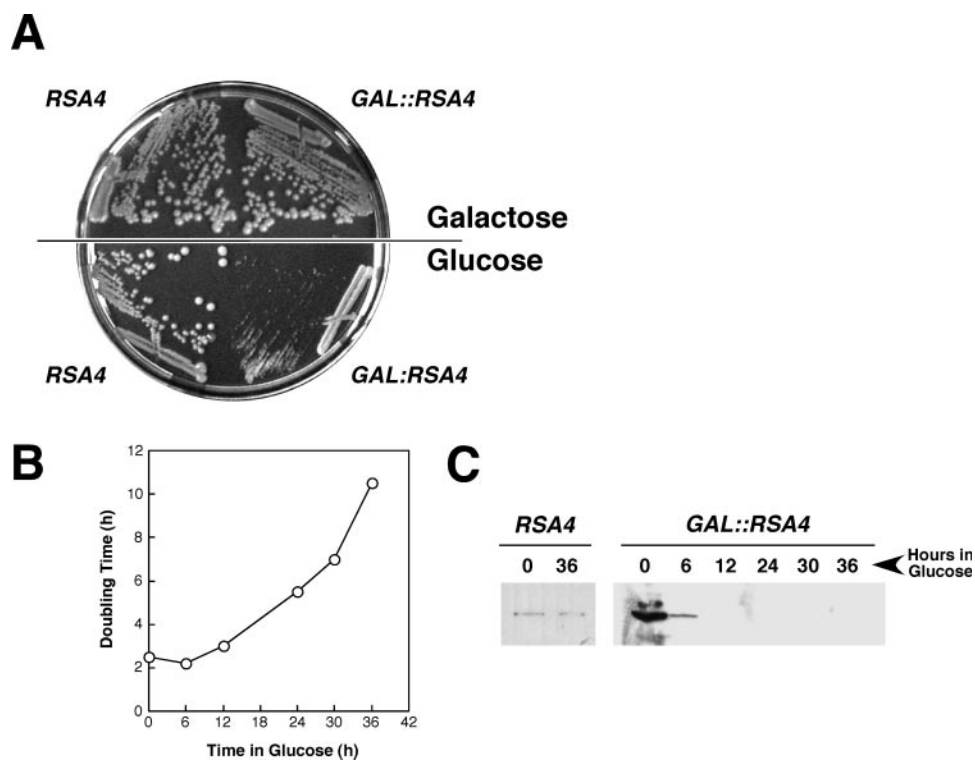 A
RSA4 GAL::RSA4
Galactose
Glucose
RSA4 GAL:RSA4
B
Doubling Time (h)
12
10
8
6
4
2
0
0 6 12 18 24 30 36 42
Time in Glucose (h)
C
RSA4 GAL::RSA4
0 36 0 6 12 24 30 36 Hours in
Glucose